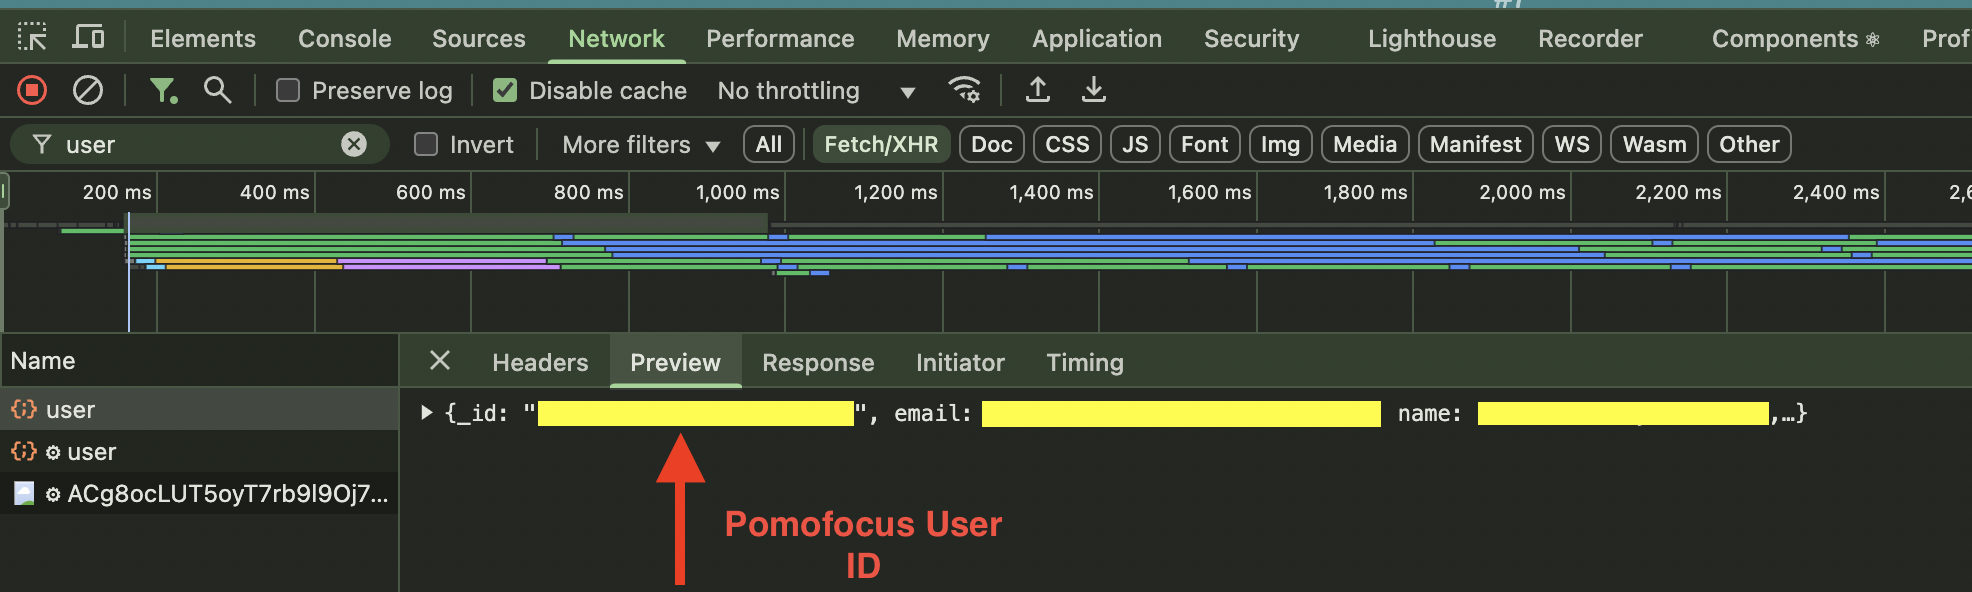 Elements Console Sources Network Performance Memory Application Security Lighthouse Recorder Components Prof
Preserve log Disable cache No throttling
user Invert More filters All Fetch/XHR Doc CSS JS Font Img Media Manifest WS Wasm Other
200 ms 400 ms 600 ms 800 ms 1,000 ms 1,200 ms 1,400 ms 1,600 ms 1,800 ms 2,000 ms 2,200 ms 2,400 ms 2,6
Name Headers Preview Response Initiator Timing
user
{_id: "", email: name: ,…}
user
ACg8ocLUT5oyT7rb9l9Oj7...
Pomofocus User
ID